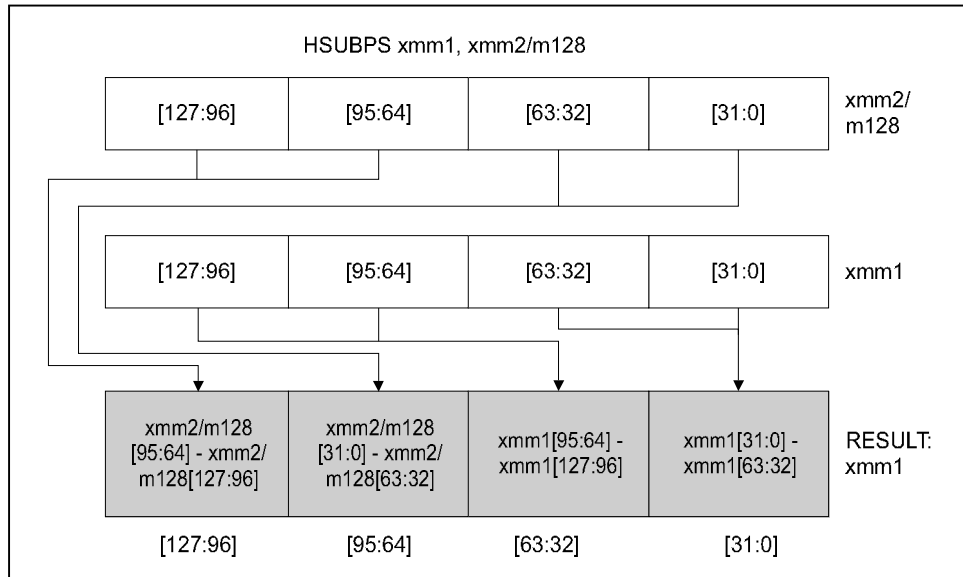 HSUBPS xmm1, xmm2/m128
[127:96] [95:64] [63:32] [31:0]
xmm2/
m128
[127:96] [95:64] [63:32] [31:0] xmm1
xmm2/m128
[95:64] - xmm2/
m128[127:96]
xmm2/m128
[31:0] - xmm2/
m128[63:32]
xmm1[95:64] -
xmm1[127:96]
xmm1[31:0] -
xmm1[63:32]
RESULT:
xmm1
[127:96] [95:64] [63:32] [31:0]